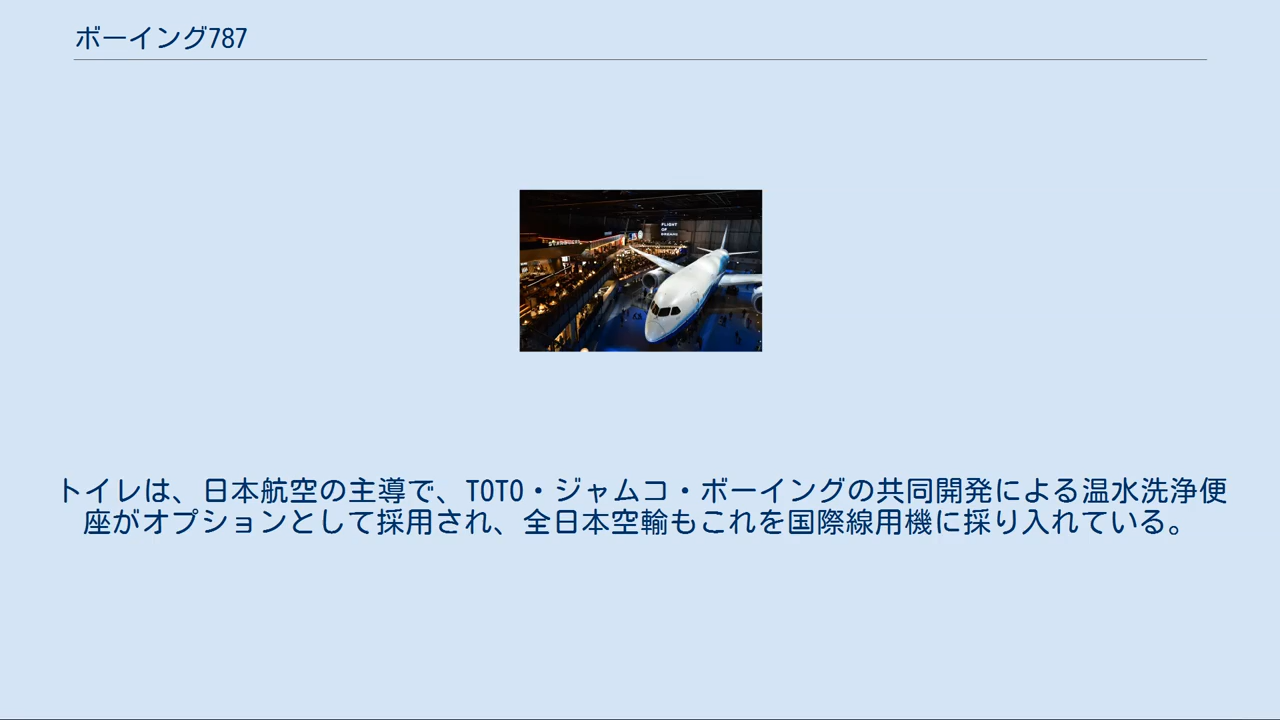 ボーイング787
STARBUCKS
FLIGHT
OF
DREAMS
トイレは、日本航空の主導で、TOTO・ジャムコ・ボーイングの共同開発による温水洗浄便
座がオプションとして採用され、全日本空輸もこれを国際線用機に採り入れている。